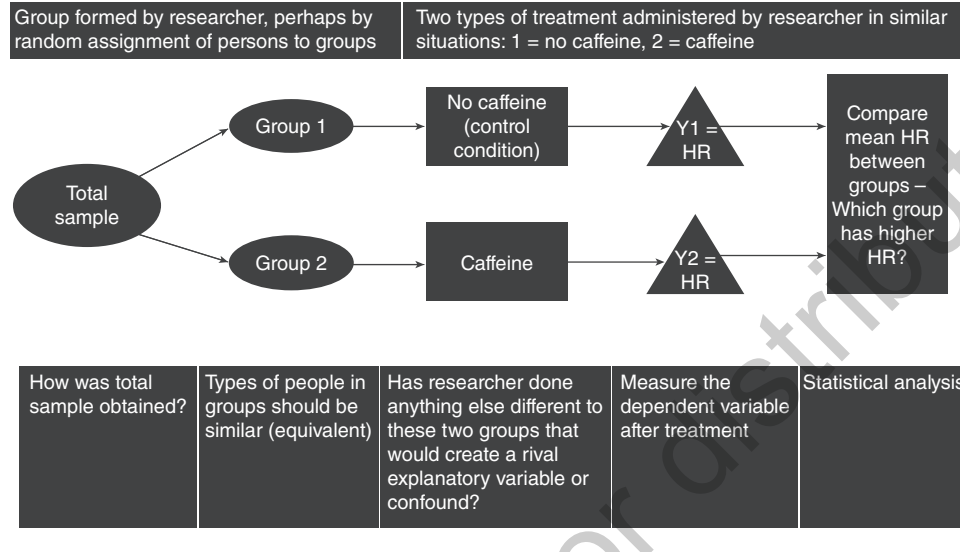 Group formed by researcher, perhaps by
random assignment of persons to groups
Two types of treatment administered by researcher in similar
situations: 1 = no caffeine, 2 = caffeine
Total
sample
Group 1
No caffeine
(control
condition)
Y1 =
HR
Group 2
Caffeine
Y2 =
HR
Compare
mean HR
between
groups –
Which group
has higher
HR?
How was total
sample obtained?
Types of people in
groups should be
similar (equivalent)
Has researcher done
anything else different to
these two groups that
would create a rival
explanatory variable or
confound?
Measure the
dependent variable
after treatment
Statistical analysis
or distribut